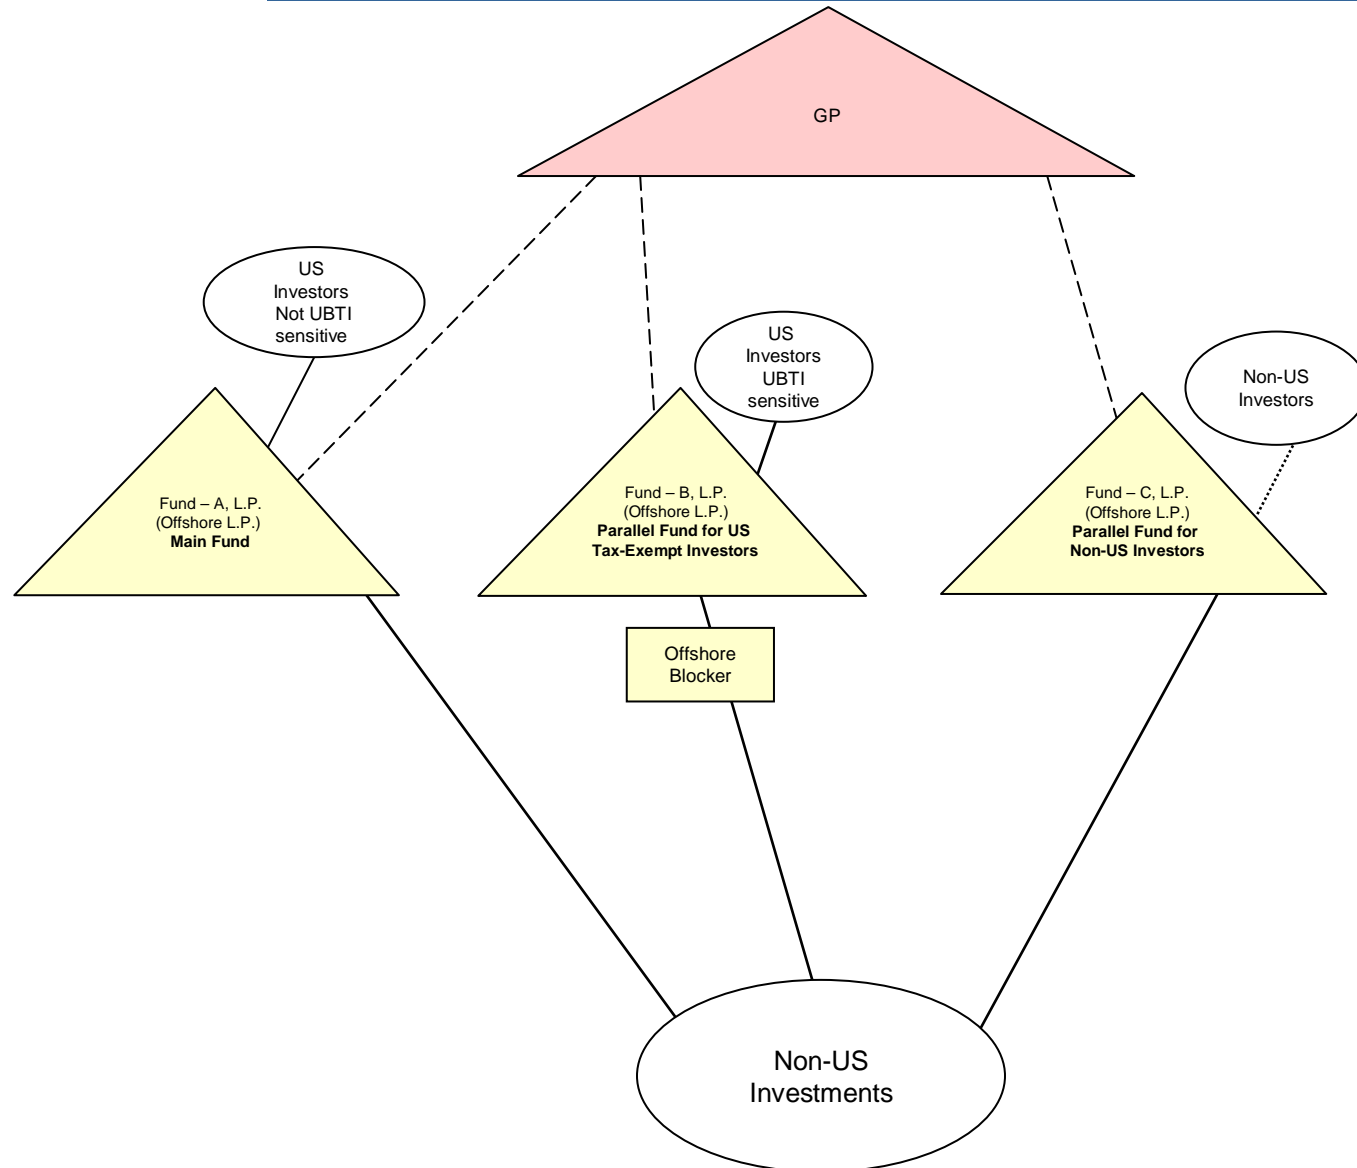 GP
US
Investors
Not UBTI
sensitive
US
Investors
UBTI
sensitive
Non-US
Investors
Fund – A, L.P.
(Offshore L.P.)
Main Fund
Fund – B, L.P.
(Offshore L.P.)
Parallel Fund for US
Tax-Exempt Investors
Fund – C, L.P.
(Offshore L.P.)
Parallel Fund for
Non-US Investors
Offshore
Blocker
Non-US
Investments